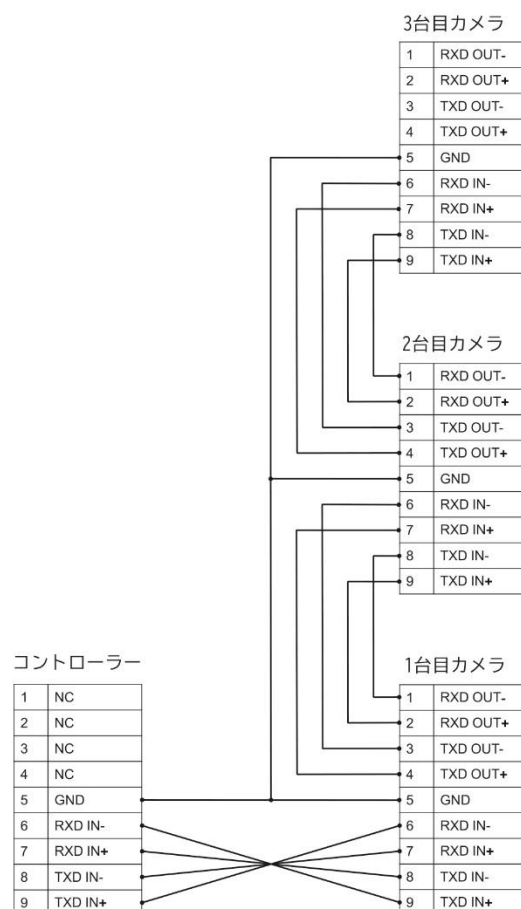 3台目カメラ
1 RXD OUT-
2 RXD OUT+
3 TXD OUT-
4 TXD OUT+
5 GND
6 RXD IN-
7 RXD IN+
8 TXD IN-
9 TXD IN+
2台目カメラ
1 RXD OUT-
2 RXD OUT+
3 TXD OUT-
4 TXD OUT+
5 GND
6 RXD IN-
7 RXD IN+
8 TXD IN-
9 TXD IN+
コントローラー
1 NC
2 NC
3 NC
4 NC
5 GND
6 RXD IN-
7 RXD IN+
8 TXD IN-
9 TXD IN+
1台目カメラ
1 RXD OUT-
2 RXD OUT+
3 TXD OUT-
4 TXD OUT+
5 GND
6 RXD IN-
7 RXD IN+
8 TXD IN-
9 TXD IN+